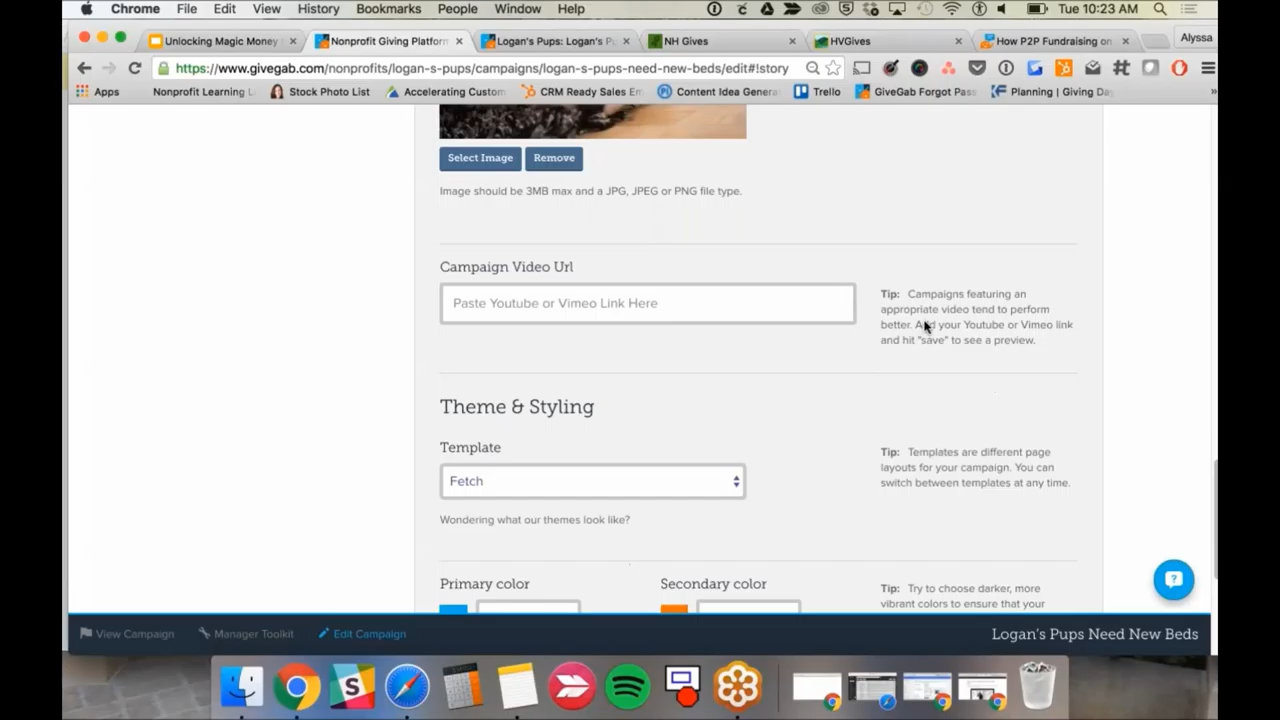 Chrome File Edit View History Bookmarks People Window Help Tue 10:23 AM
Unlocking Magic Money Nonprofit Giving Platfor Logan's Pups: Logan's P NH Gives HVGives How P2P Fundraising on Alyssa
https://www.givegab.com/nonprofits/logan-s-pups/campaigns/logan-s-pups-need-new-beds/edit#!story
Apps Nonprofit Learning L Stock Photo List Accelerating Custom CRM Ready Sales Em Content Idea Genera Trello GiveGab Forgot Pass Planning | Giving Day
Select Image Remove
Image should be 3MB max and a JPG, JPEG or PNG file type.
Campaign Video Url
Paste Youtube or Vimeo Link Here
Tip: Campaigns featuring an
appropriate video tend to perform
better. Add your Youtube or Vimeo link
and hit "save" to see a preview.
Theme & Styling
Template
Fetch
Tip: Templates are different page
layouts for your campaign. You can
switch between templates at any time.
Wondering what our themes look like?
Primary color Secondary color
Tip: Try to choose darker, more
vibrant colors to ensure that your
View Campaign Manager Toolkit Edit Campaign Logan's Pups Need New Beds